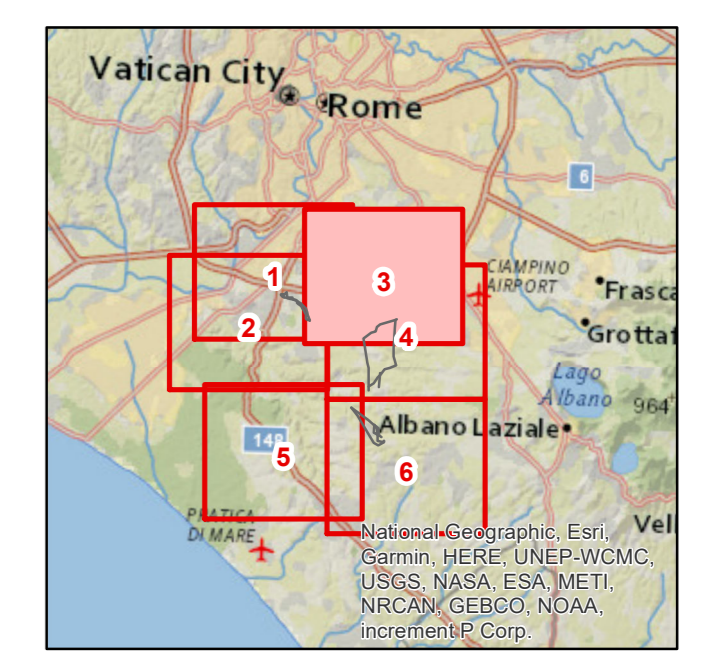 Vatican City
Rome
6
1
3
CIAMPINO
AIRPORT
Frasca
2
4
Grottaf
Lago
Albano
964
148
Albano Laziale
5
6
PRATICA
DI MARE
Vell
National Geographic, Esri,
Garmin, HERE, UNEP-WCMC,
USGS, NASA, ESA, METI,
NRCAN, GEBCO, NOAA,
increment P Corp.